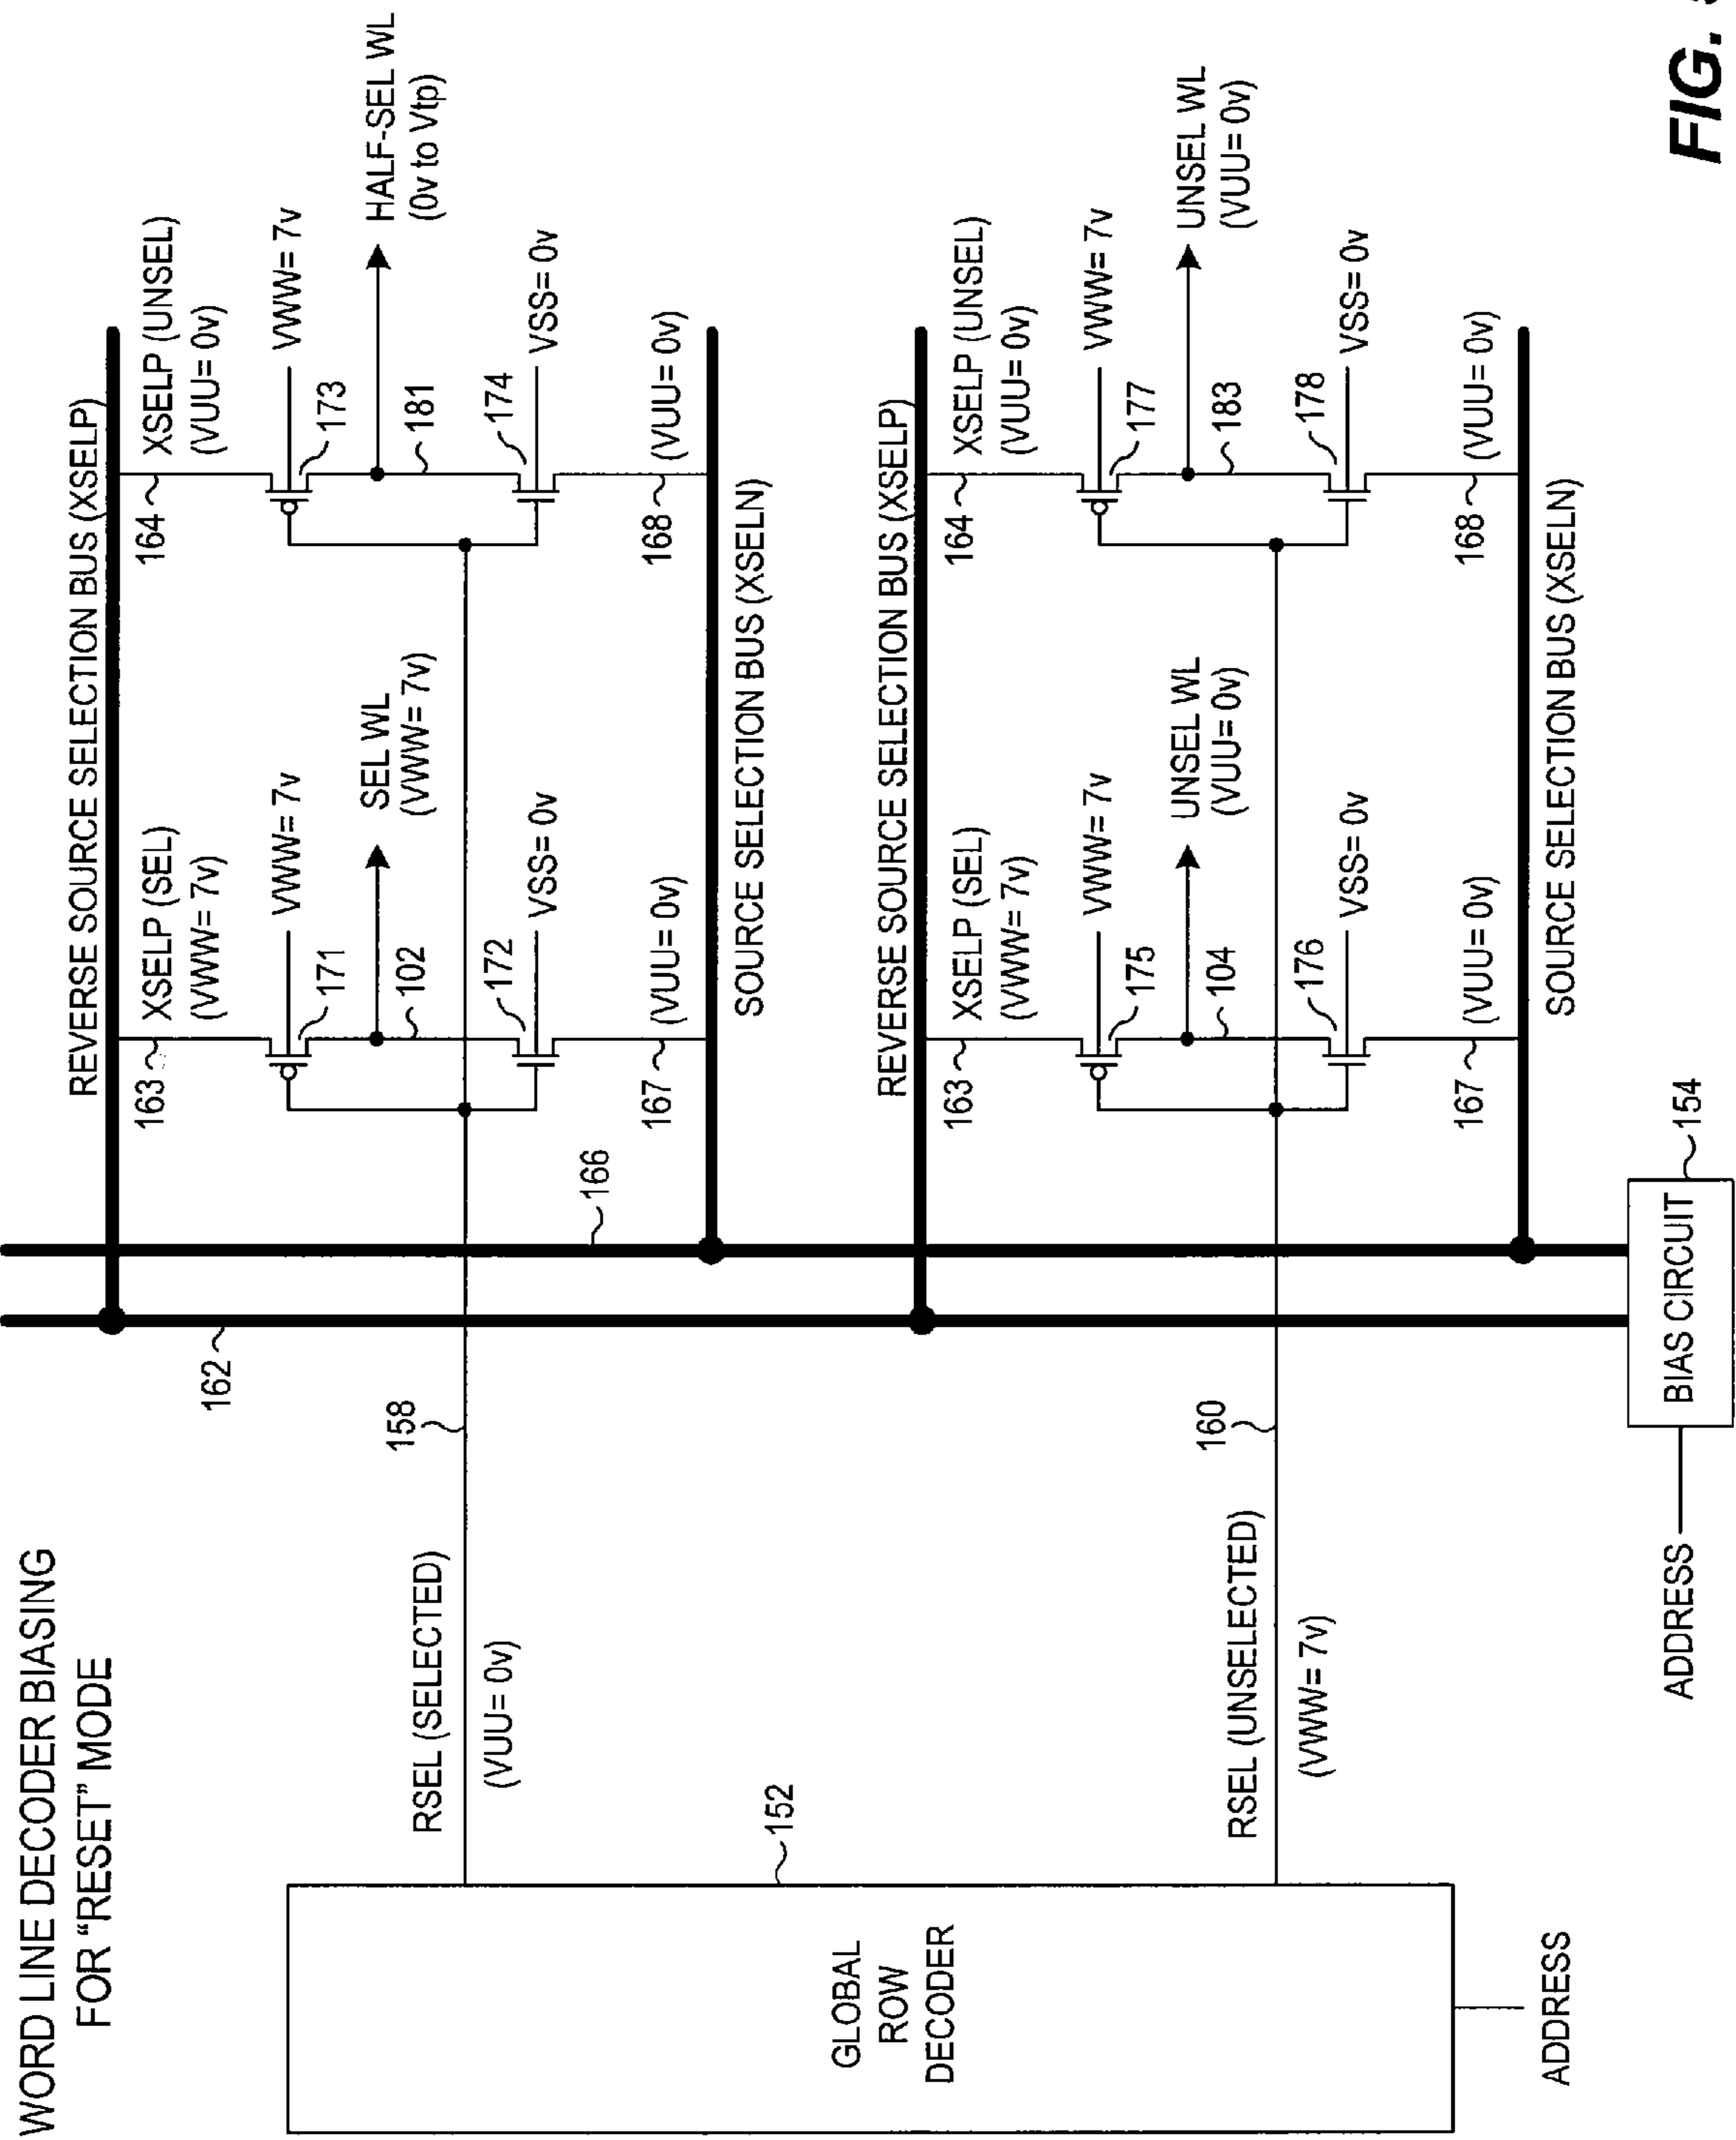 WORD LINE DECODER BIASING
FOR "RESET" MODE
GLOBAL
ROW
DECODER
ADDRESS
152
RSEL (SELECTED)
(VUU= 0v)
158
RSEL (UNSELECTED)
(VWW= 7v)
160
162
166
BIAS CIRCUIT
154
ADDRESS
REVERSE SOURCE SELECTION BUS (XSELP)
163
XSELP (SEL)
(VWW= 7v)
VWW= 7v
171
SEL WL
(VWW= 7v)
102
172
VSS= 0v
167
(VUU= 0v)
164
XSELP (UNSEL)
(VUU= 0v)
VWW= 7v
173
HALF-SEL WL
(0v to Vtp)
181
174
VSS= 0v
168
(VUU= 0v)
SOURCE SELECTION BUS (XSELN)
REVERSE SOURCE SELECTION BUS (XSELP)
163
XSELP (SEL)
(VWW= 7v)
VWW= 7v
175
UNSEL WL
(VUU= 0v)
104
176
VSS= 0v
167
(VUU= 0v)
164
XSELP (UNSEL)
(VUU= 0v)
VWW= 7v
177
UNSEL WL
(VUU= 0v)
183
178
VSS= 0v
168
(VUU= 0v)
SOURCE SELECTION BUS (XSELN)
FIG.